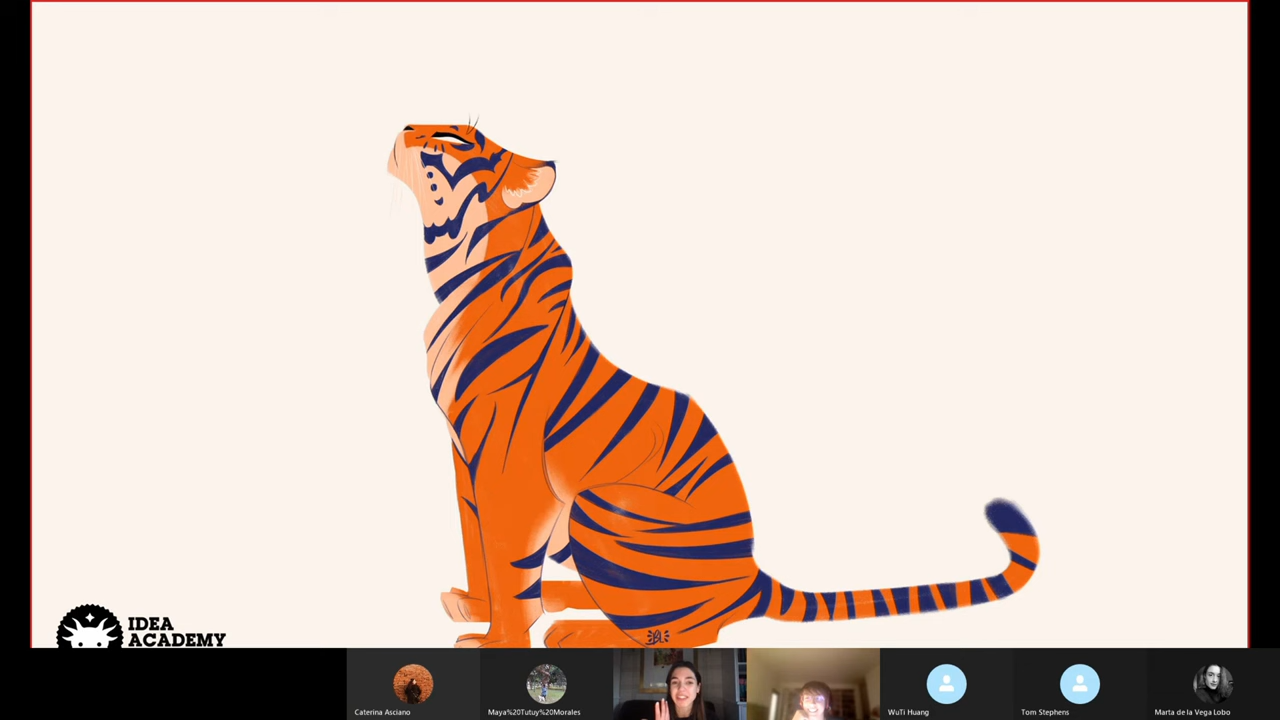 IDEA
ACADEMY
Caterina Asciano
Maya%20Tutuy%20Morales
WuTi Huang
Tom Stephens
Marta de la Vega Lobo